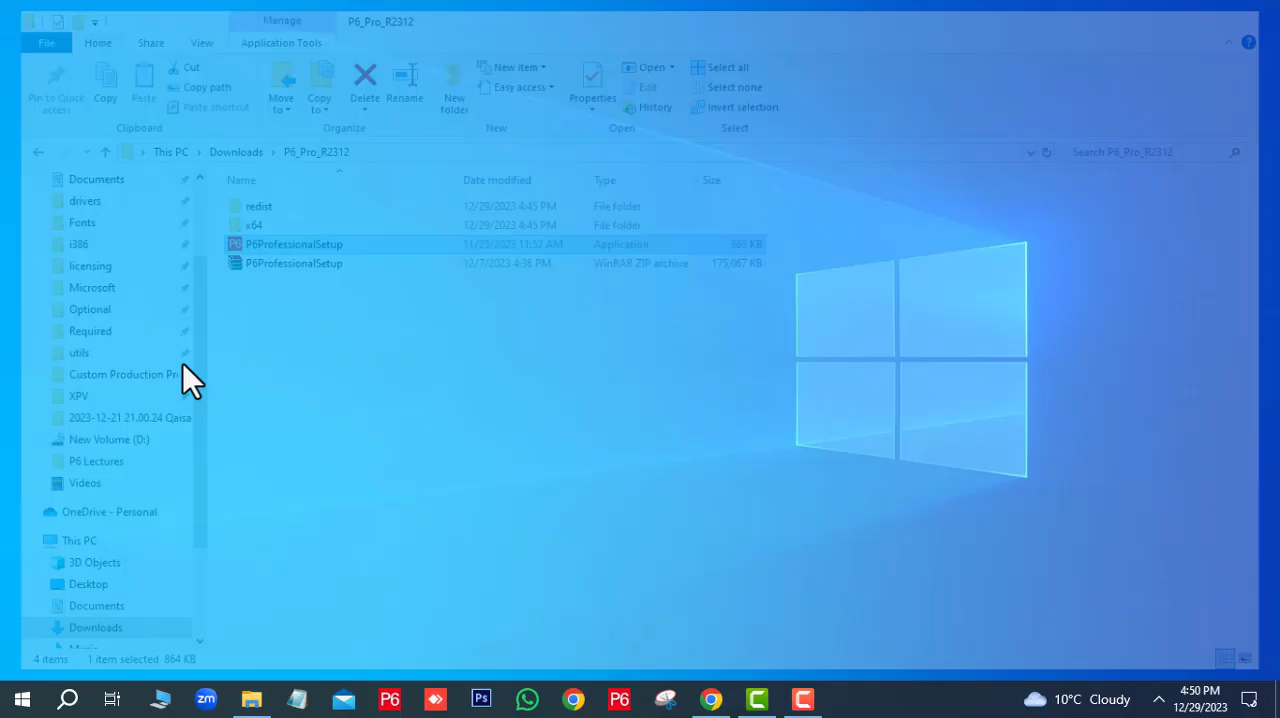 Manage
P6_Pro_R2312
File
Home
Share
View
Application Tools
Pin to Quick access
Copy
Paste
Cut
Copy path
Paste shortcut
Clipboard
Move to
Copy to
Delete
Rename
Organize
New folder
New item
Easy access
New
Properties
Open
Edit
History
Open
Select all
Select none
Invert selection
Select
This PC > Downloads > P6_Pro_R2312
Search P6_Pro_R2312
Name Date modified Type Size
redist 12/29/2023 4:45 PM File folder
x64 12/29/2023 4:45 PM File folder
P6ProfessionalSetup 11/23/2023 11:52 AM Application 865 KB
P6ProfessionalSetup 12/7/2023 4:36 PM WinRAR ZIP archive 175,067 KB
Documents
drivers
Fonts
i386
licensing
Microsoft
Optional
Required
utils
Custom Production Pr
XPV
2023-12-21 21.00.24 Qaisa
New Volume (D:)
P6 Lectures
Videos
OneDrive - Personal
This PC
3D Objects
Desktop
Documents
Downloads
Music
4 items 1 item selected 864 KB
zm
P6
Ps
P6
C
C
10°C Cloudy
4:50 PM
12/29/2023